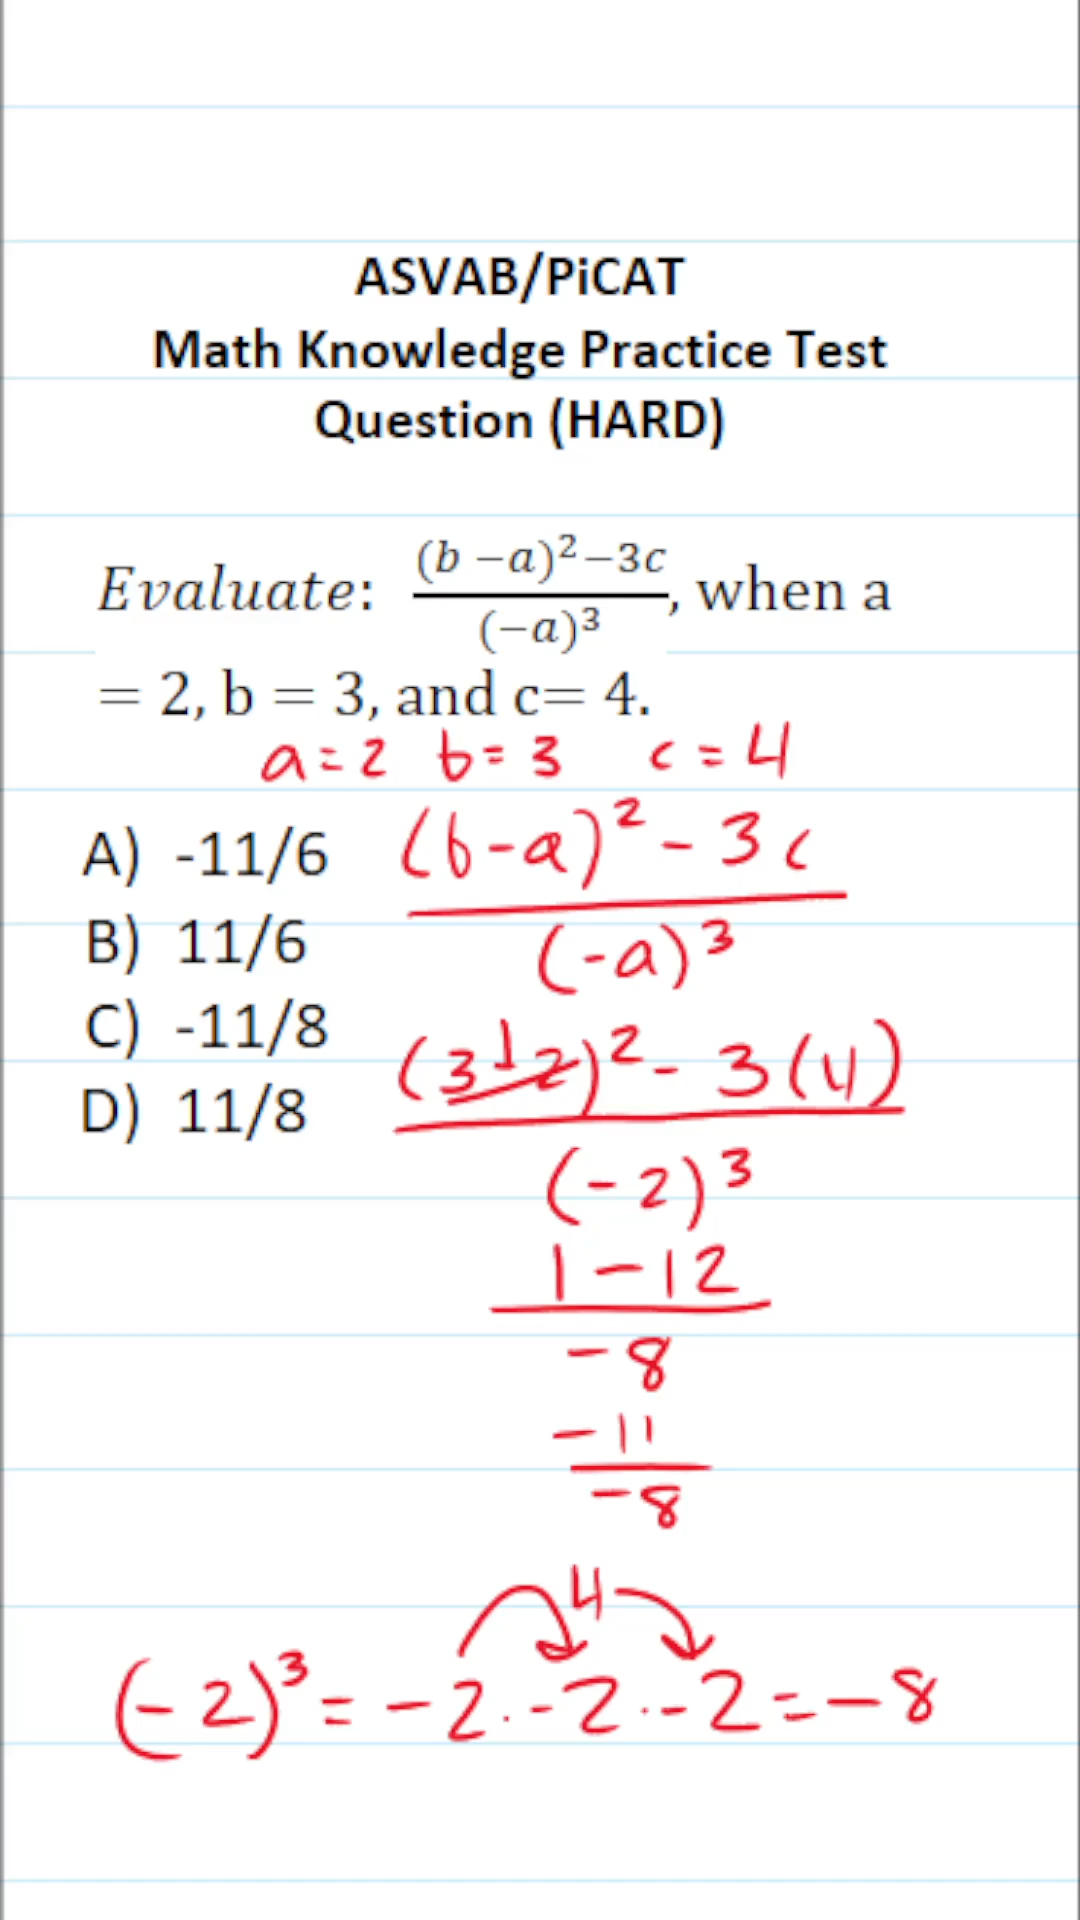 ASVAB/PiCAT
Math Knowledge Practice Test
Question (HARD)
Evaluate: (b −a)²−3c / (−a)³, when a
= 2, b = 3, and c= 4.
a = 2 b = 3 c = 4
A) -11/6
(b-a)² - 3c
B) 11/6
(-a)³
C) -11/8
(3-2)² - 3(4)
1
D) 11/8
(-2)³
1 - 12
-8
-11
-8
4
(-2)³ = -2 · -2 · -2 = -8